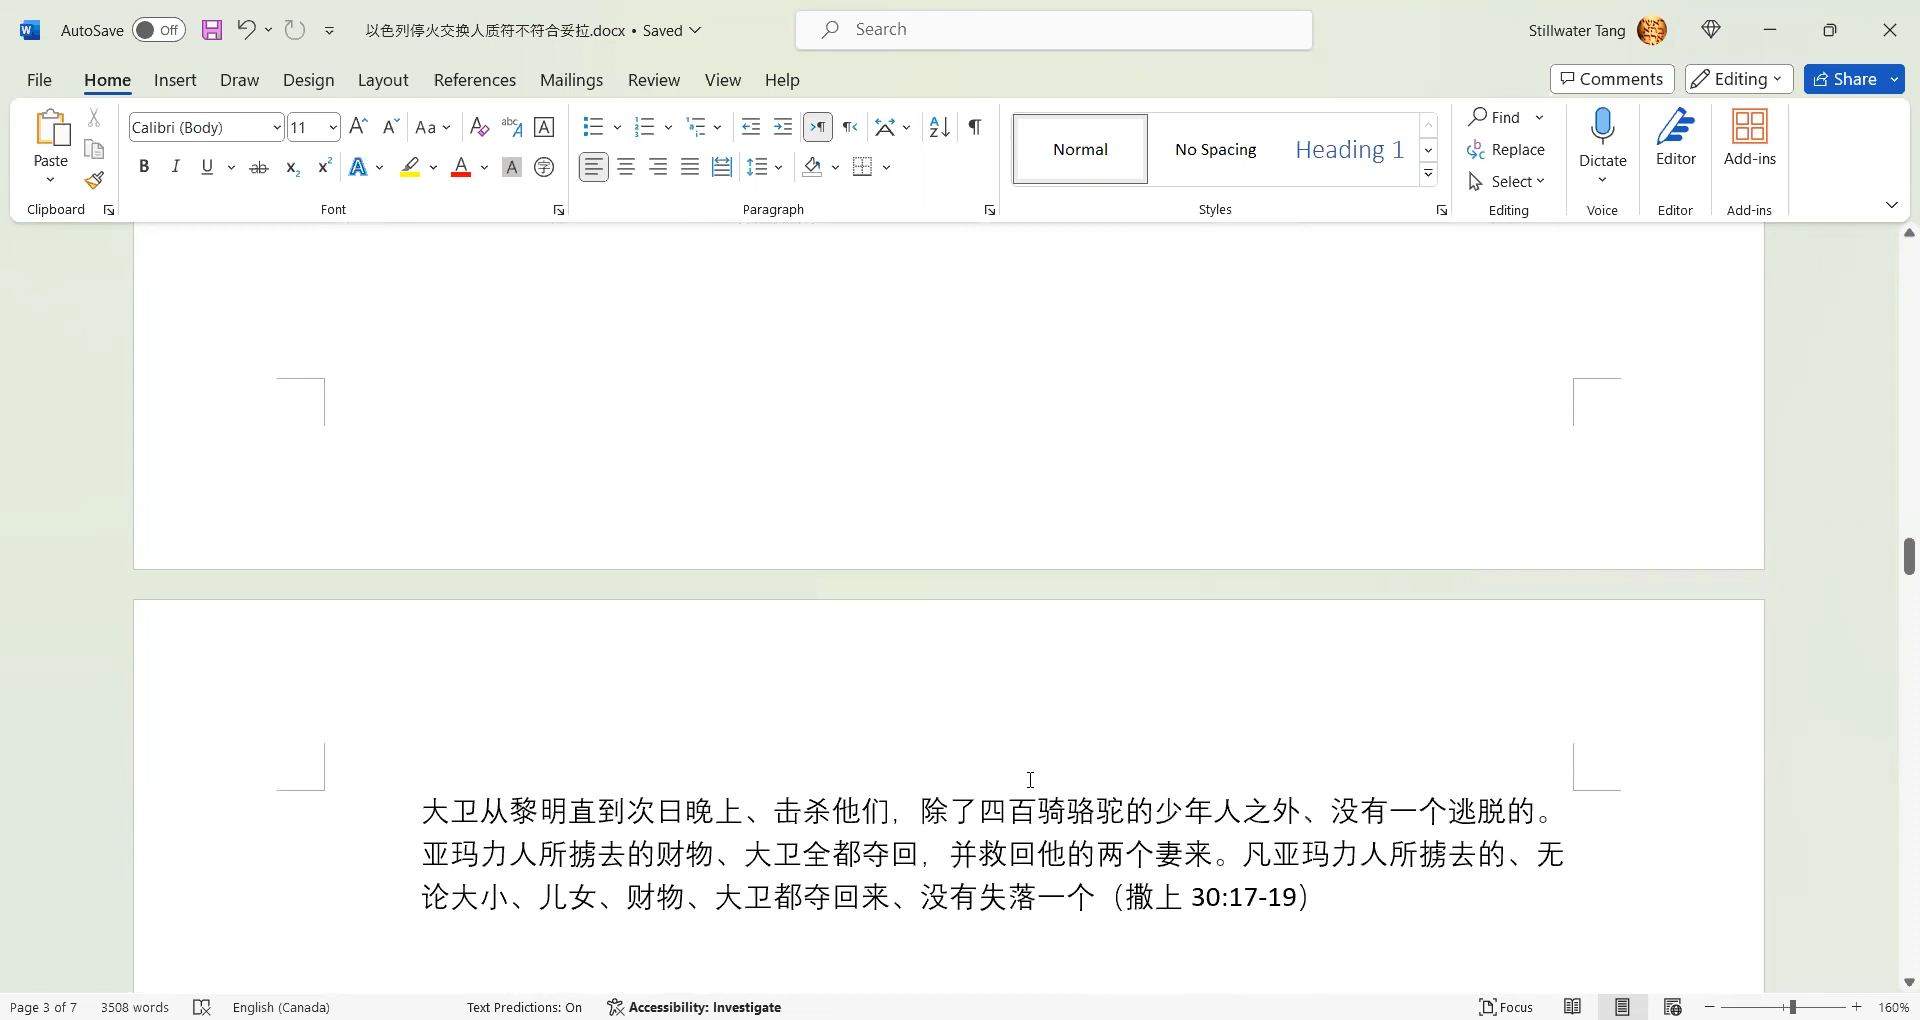 AutoSave Off 以色列停火交换人质符不符合妥拉.docx • Saved Search Stillwater Tang
File Home Insert Draw Design Layout References Mailings Review View Help Comments Editing Share
Paste
Clipboard
Calibri (Body) 11
Font
Paragraph
Normal No Spacing Heading 1
Styles
Find
Replace
Select
Editing
Dictate
Voice
Editor
Editor
Add-ins
Add-ins
大卫从黎明直到次日晚上、击杀他们，除了四百骑骆驼的少年人之外、没有一个逃脱的。
亚玛力人所掳去的财物、大卫全都夺回，并救回他的两个妻来。凡亚玛力人所掳去的、无
论大小、儿女、财物、大卫都夺回来、没有失落一个（撒上 30:17-19）
Page 3 of 7 3508 words English (Canada) Text Predictions: On Accessibility: Investigate Focus 160%